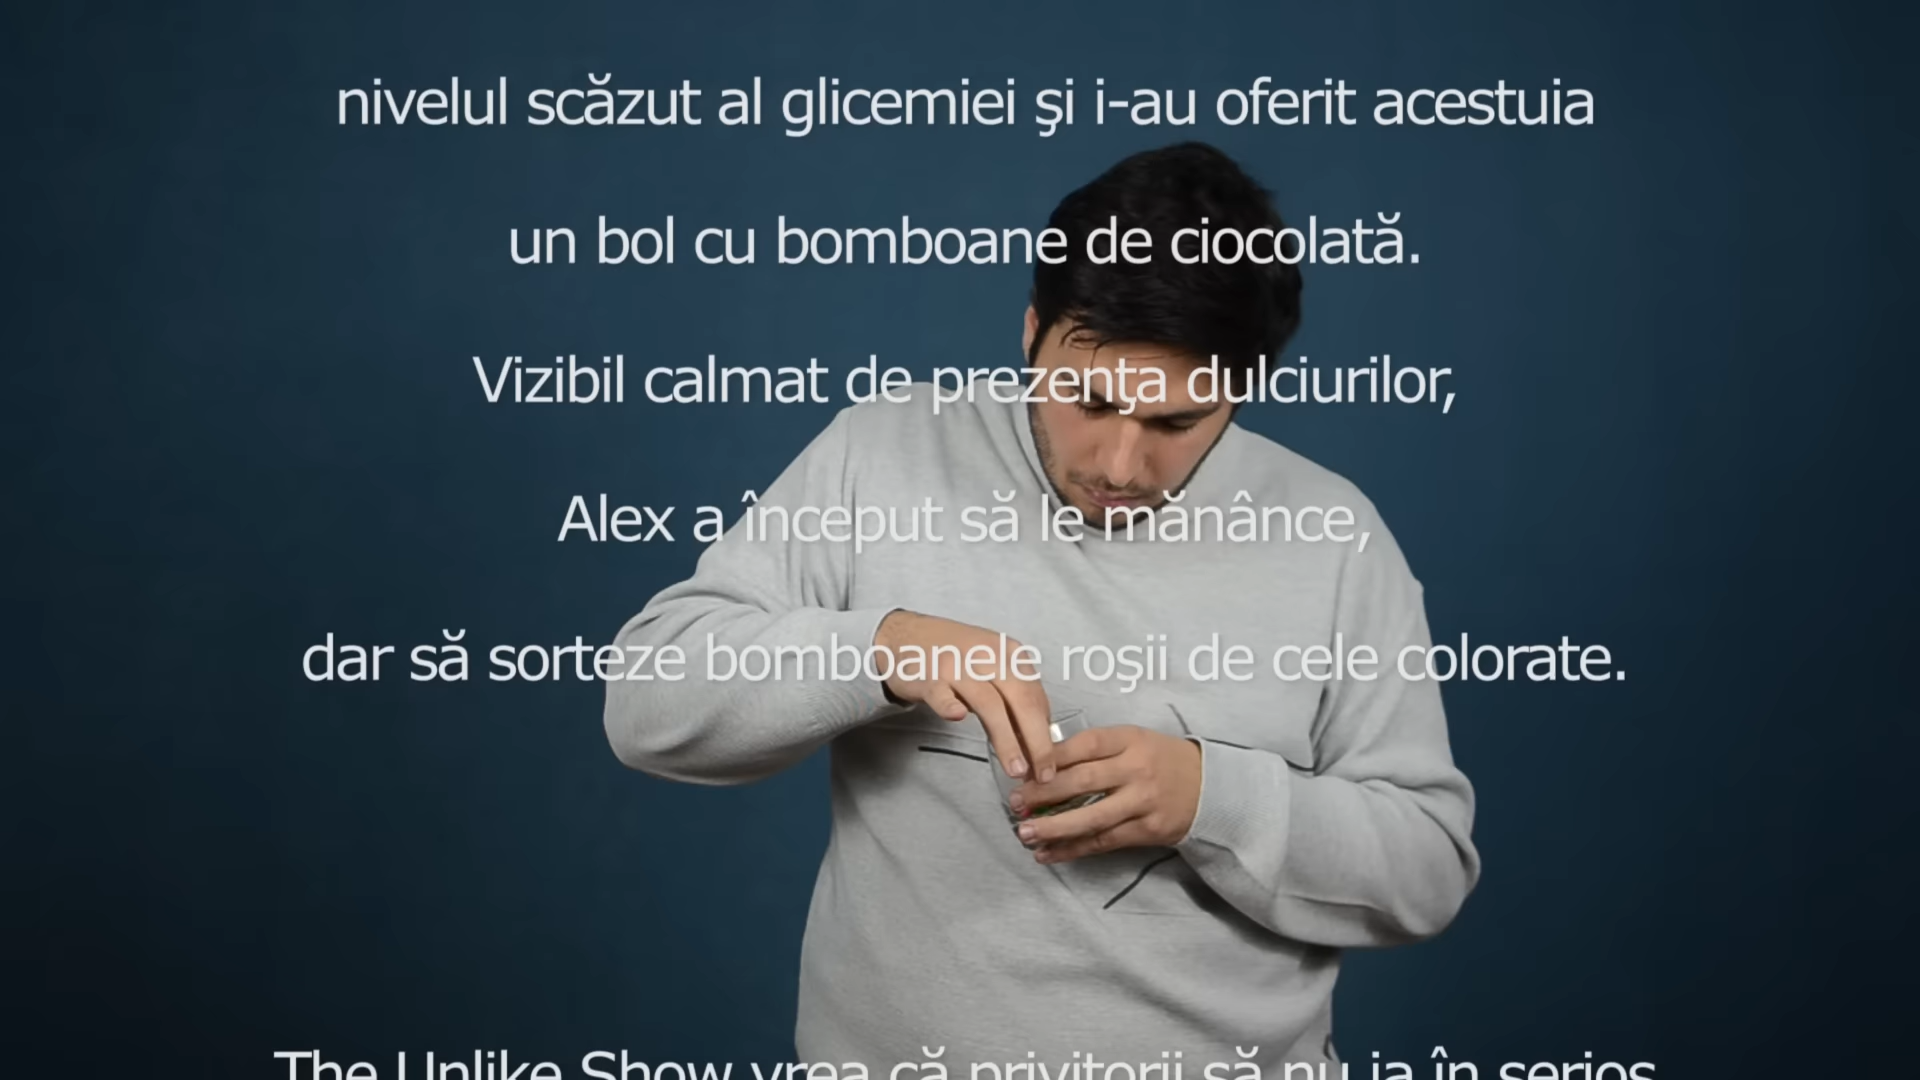 nivelul scăzut al glicemiei şi i-au oferit acestuia
un bol cu bomboane de ciocolată.
Vizibil calmat de prezenţa dulciurilor,
Alex a început să le mănânce,
dar să sorteze bomboanele roşii de cele colorate.
The Unlike Show vrea că privitorii să nu ia în serios